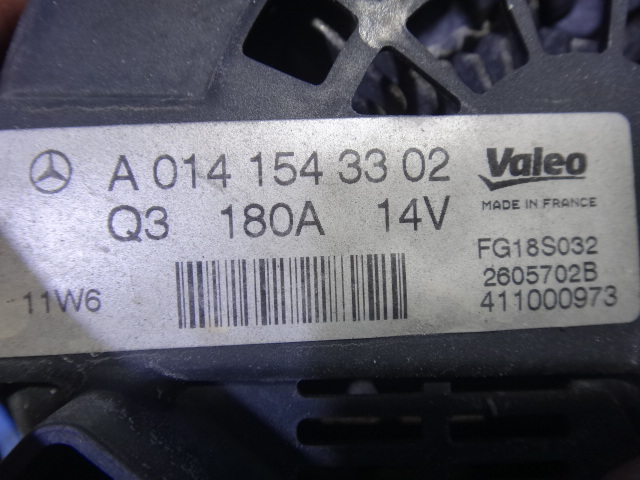 A 014 154 33 02
Valeo
MADE IN FRANCE
Q3 180A 14V
FG18S032
2605702B
411000973
11W6